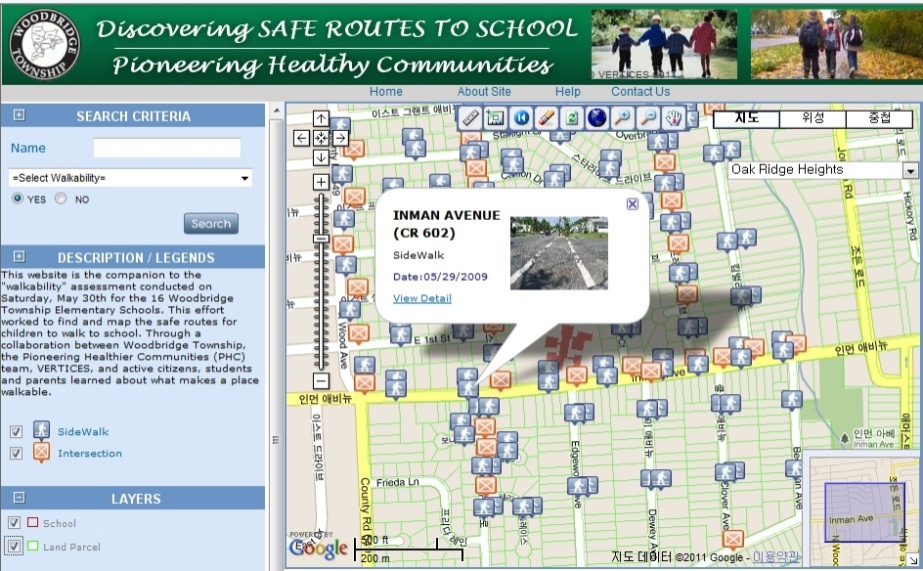 WOODBRIDGE
TOWNSHIP
Discovering SAFE ROUTES TO SCHOOL
Pioneering Healthy Communities
© VERTICES 2011
Home About Site Help Contact Us
SEARCH CRITERIA
Name
=Select Walkability=
YES NO
Search
DESCRIPTION / LEGENDS
This website is the companion to the
"walkability" assessment conducted on
Saturday, May 30th for the 16 Woodbridge
Township Elementary Schools. This effort
worked to find and map the safe routes for
children to walk to school. Through a
collaboration between Woodbridge Township,
the Pioneering Healthier Communities (PHC)
team, VERTICES, and active citizens, students
and parents learned about what makes a place
walkable.
SideWalk
Intersection
LAYERS
School
Land Parcel
지도 위성 중첩
Oak Ridge Heights
INMAN AVENUE
(CR 602)
SideWalk
Date:05/29/2009
View Detail
이스트 그랜트 애비뉴
Hickory Rd
Wood Ave
E 1st St
인먼 애비뉴
인먼 애비뉴
이스트 드라이브
인먼 아베
Inman Ave
Frieda Ln
County Rd
Dewey
Clover Ave
Inman Ave
POWERED BY
Google
500 ft
200 m
지도 데이터 ©2011 Google - 이용약관